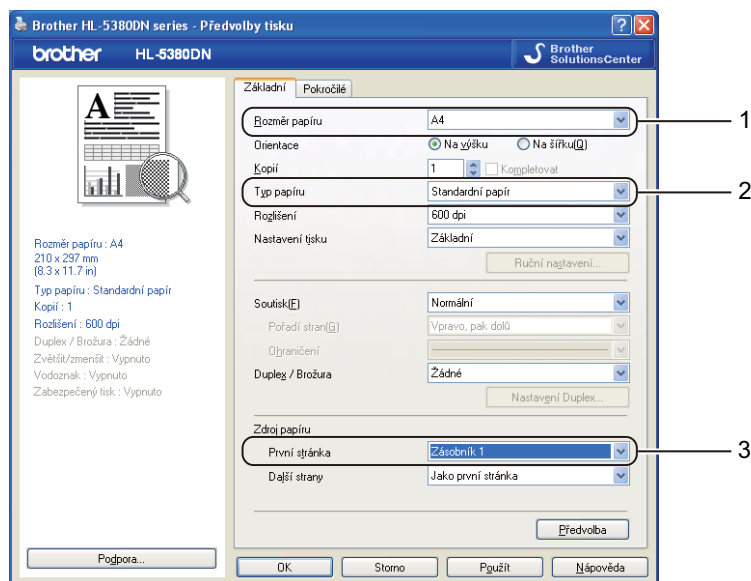 Brother HL-5380DN series - Předvolby tisku
brother HL-5380DN
Brother
SolutionsCenter
Základní Pokročilé
A
Rozměr papíru : A4
210 x 297 mm
(8.3 x 11.7 in)
Typ papíru : Standardní papír
Kopií : 1
Rozlišení : 600 dpi
Duplex / Brožura : Žádné
Zvětšit/zmenšit : Vypnuto
Vodoznak : Vypnuto
Zabezpečený tisk : Vypnuto
Podpora...
Rozměr papíru A4 1
Orientace Na výšku Na šířku(Q)
Kopií 1 Kompletovat
Typ papíru Standardní papír 2
Rozlišení 600 dpi
Nastavení tisku Základní
Ruční nastavení...
Soutisk(F) Normální
Pořadí stran(G) Vpravo, pak dolů
Ohraničení
Duplex / Brožura Žádné
Nastavení Duplex...
Zdroj papíru
První stránka Zásobník 1 3
Další strany Jako první stránka
Předvolba
OK Storno Použít Nápověda